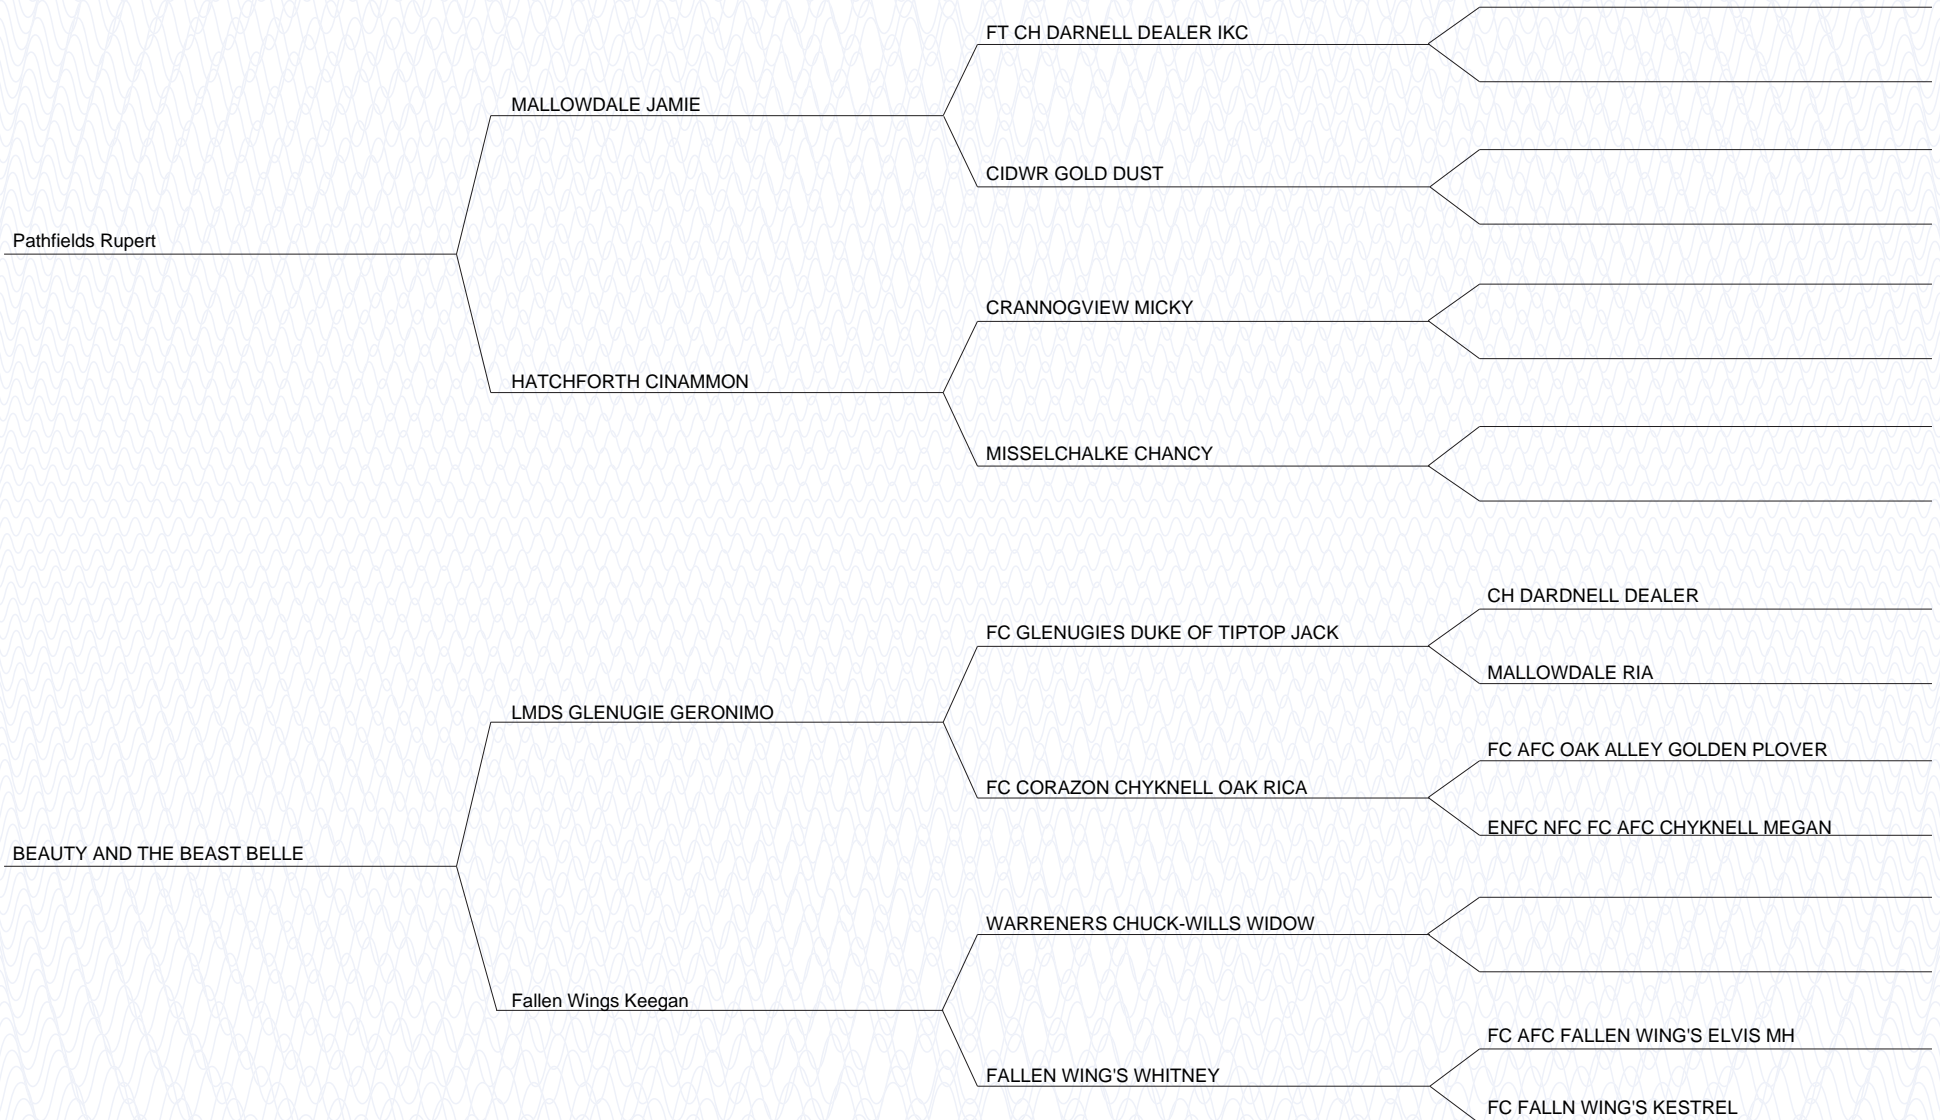 FT CH DARNELL DEALER IKC
MALLOWDALE JAMIE
CIDWR GOLD DUST
Pathfields Rupert
CRANNOGVIEW MICKY
HATCHFORTH CINAMMON
MISSELCHALKE CHANCY
CH DARDNELL DEALER
FC GLENUGIES DUKE OF TIPTOP JACK
MALLOWDALE RIA
LMDS GLENUGIE GERONIMO
FC AFC OAK ALLEY GOLDEN PLOVER
FC CORAZON CHYKNELL OAK RICA
ENFC NFC FC AFC CHYKNELL MEGAN
BEAUTY AND THE BEAST BELLE
WARRENERS CHUCK-WILLS WIDOW
Fallen Wings Keegan
FC AFC FALLEN WING'S ELVIS MH
FALLEN WING'S WHITNEY
FC FALLN WING'S KESTREL